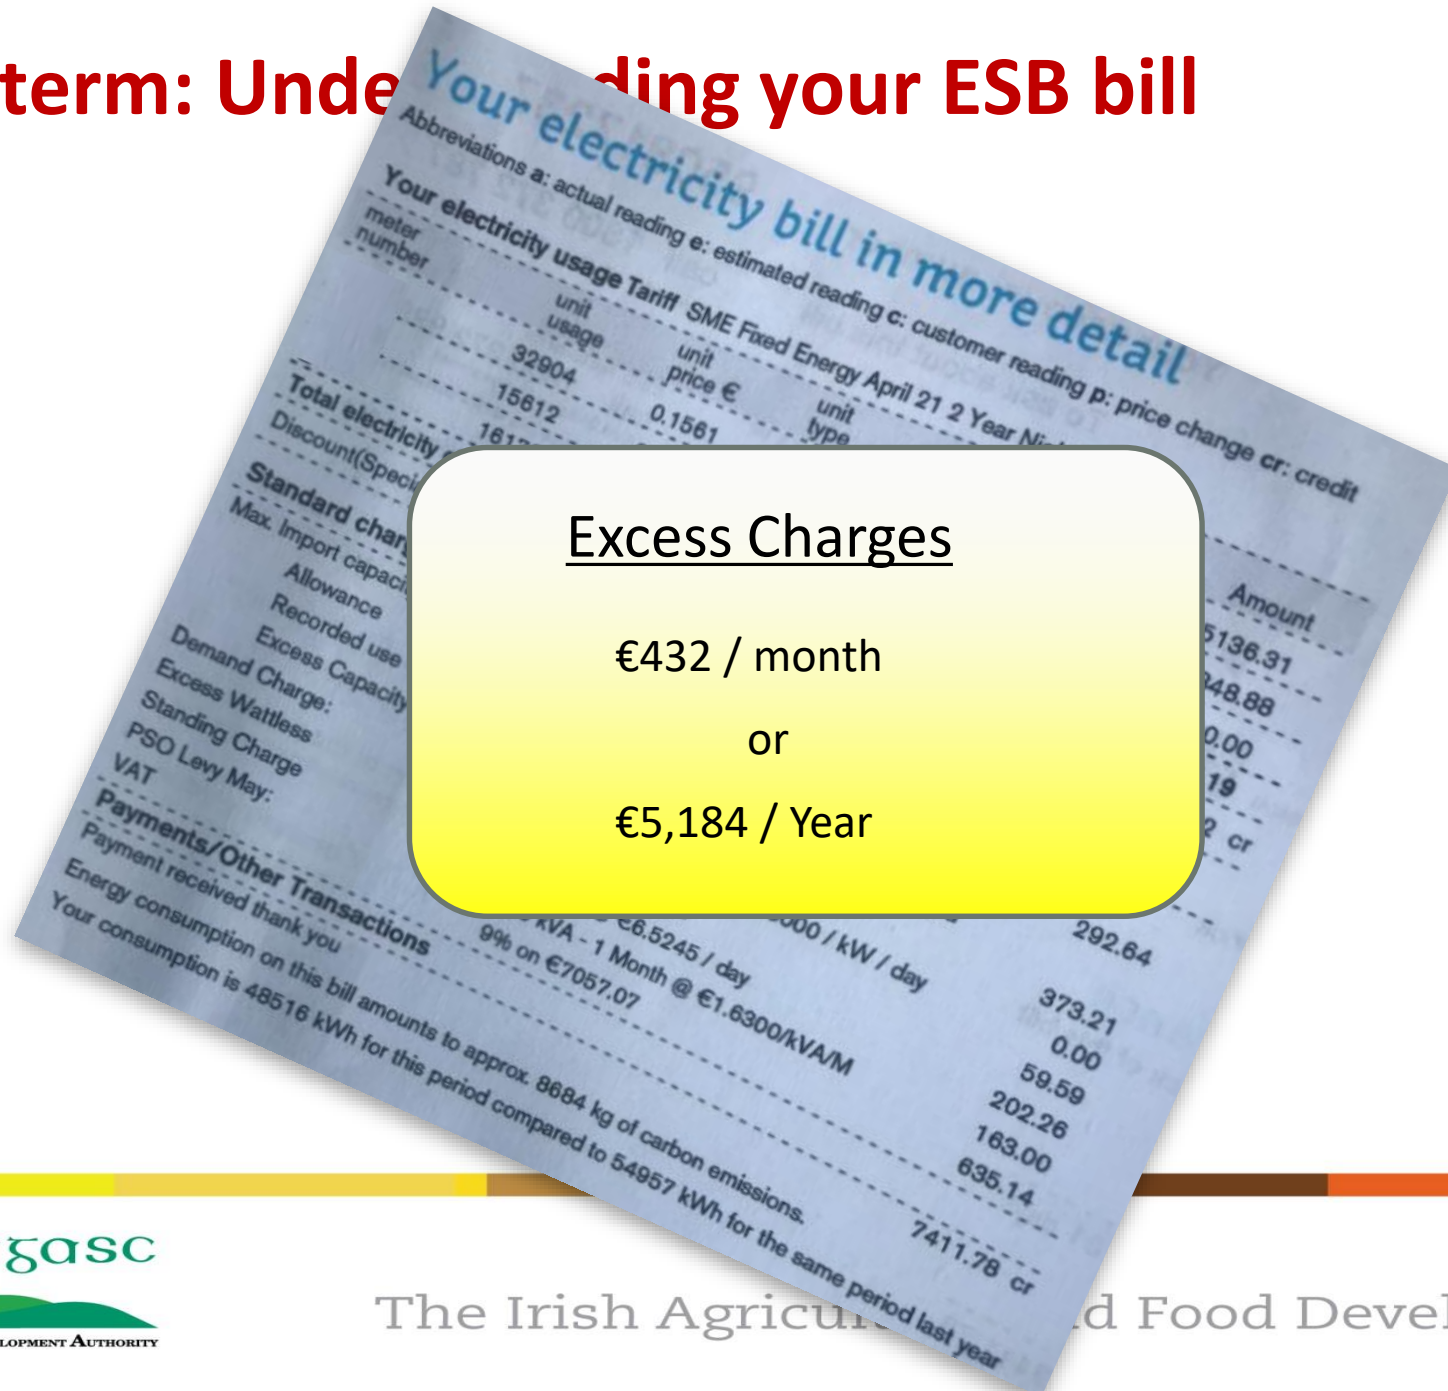 term: Unde ding your ESB bill
Your electricity bill in more detail
Abbreviations a: actual reading e: estimated reading c: customer reading p: price change cr: credit
Your electricity usage Tariff SME Fixed Energy April 21 2 Year
meter number unit usage unit price € unit type Amount
32904 0.1561 5136.31
15612 48.88
161 0.00
Total electricity 19
Discount(Speci 2 cr
Standard char
Max. Import capaci
Allowance
Recorded use
Excess Capacity 292.64
Demand Charge: 000 / kW / day 373.21
Excess Wattless 0.00
Standing Charge €6.5245 / day 59.59
202.26
PSO Levy May: kVA - 1 Month @ €1.6300/kVA/M 163.00
VAT 9% on €7057.07 635.14
Payments/Other Transactions
Payment received thank you 7411.78 cr
Energy consumption on this bill amounts to approx. 8684 kg of carbon emissions.
Your consumption is 48516 kWh for this period compared to 54957 kWh for the same period last year
Excess Charges
€432 / month
or
€5,184 / Year
gasc
LOPMENT AUTHORITY
The Irish Agricu d Food Devel